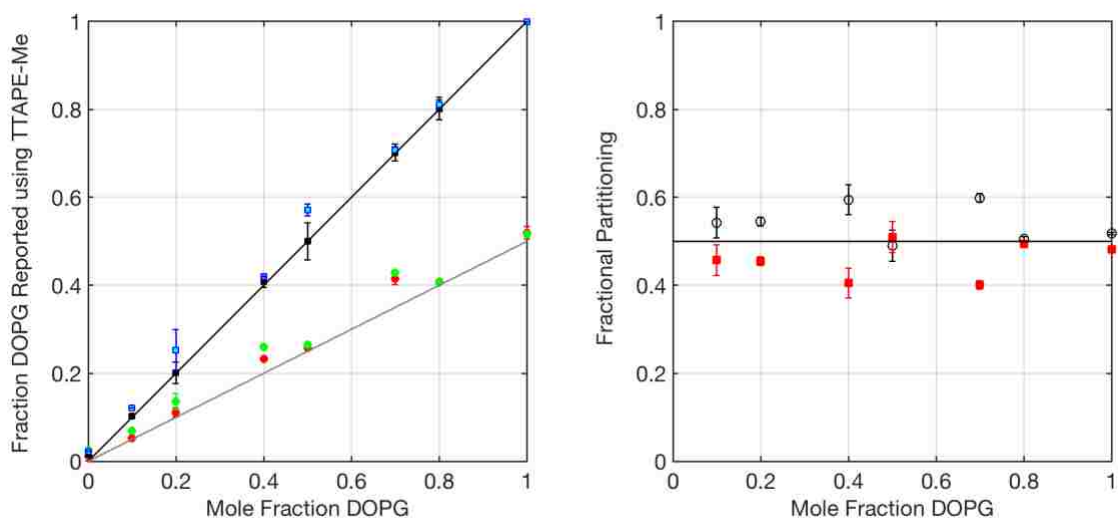 Fraction DOPG Reported using TTAPE-Me
1
0.8
0.6
0.4
0.2
0
0 0.2 0.4 0.6 0.8 1
Mole Fraction DOPG
Fractional Partitioning
1
0.8
0.6
0.4
0.2
0
0 0.2 0.4 0.6 0.8 1
Mole Fraction DOPG